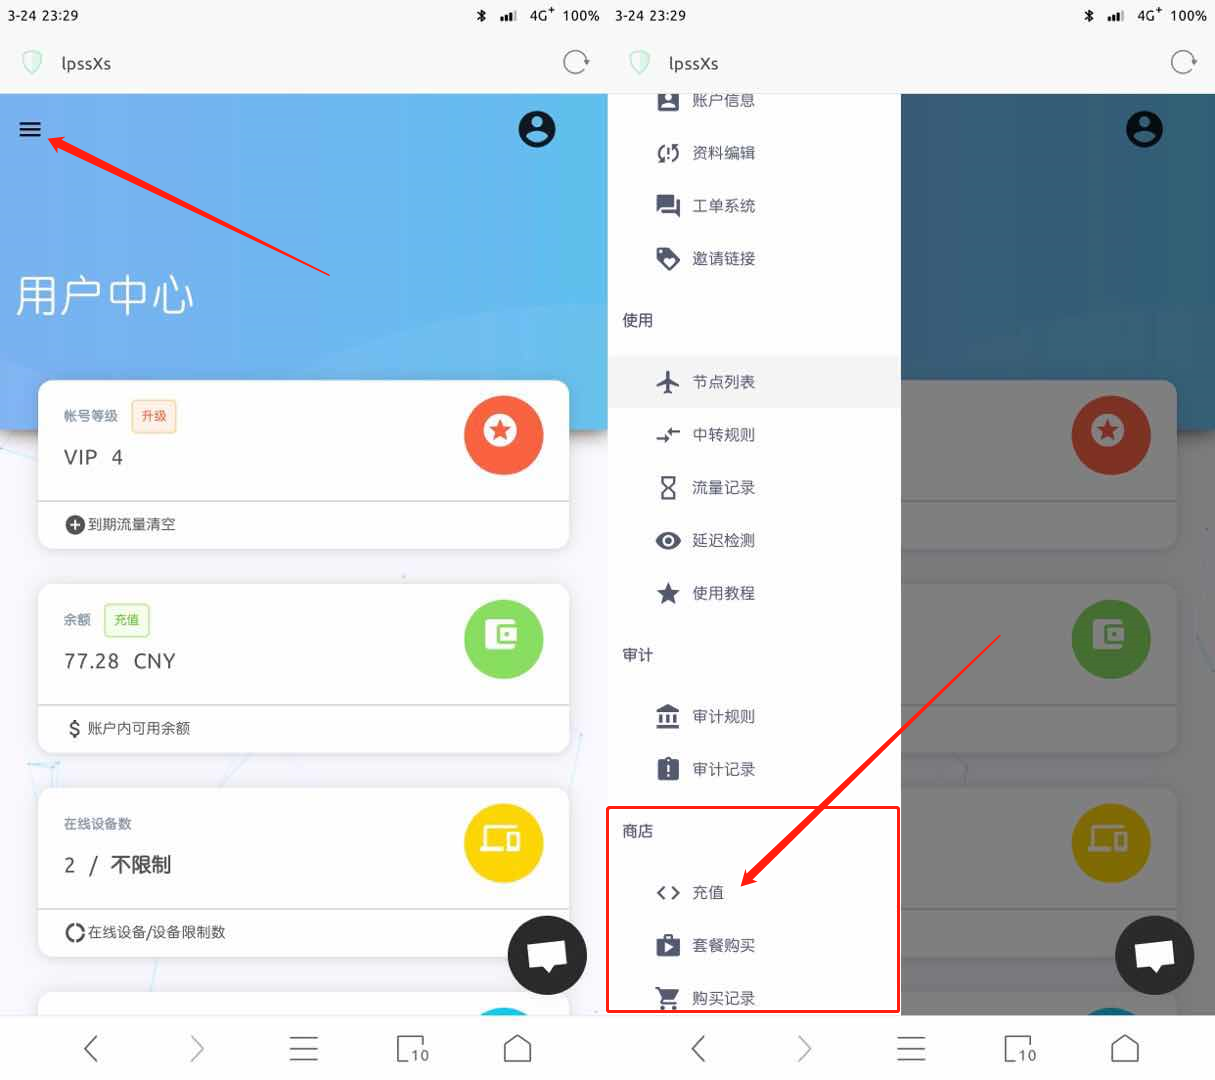 3-24 23:29
4G+ 100%
lpssXs
用户中心
帐号等级 升级
VIP 4
到期流量清空
余额 充值
77.28 CNY
$ 账户内可用余额
在线设备数
2 / 不限制
在线设备/设备限制数
10
3-24 23:29
4G+ 100%
lpssXs
账户信息
资料编辑
工单系统
邀请链接
使用
节点列表
中转规则
流量记录
延迟检测
使用教程
审计
审计规则
审计记录
商店
充值
套餐购买
购买记录
10